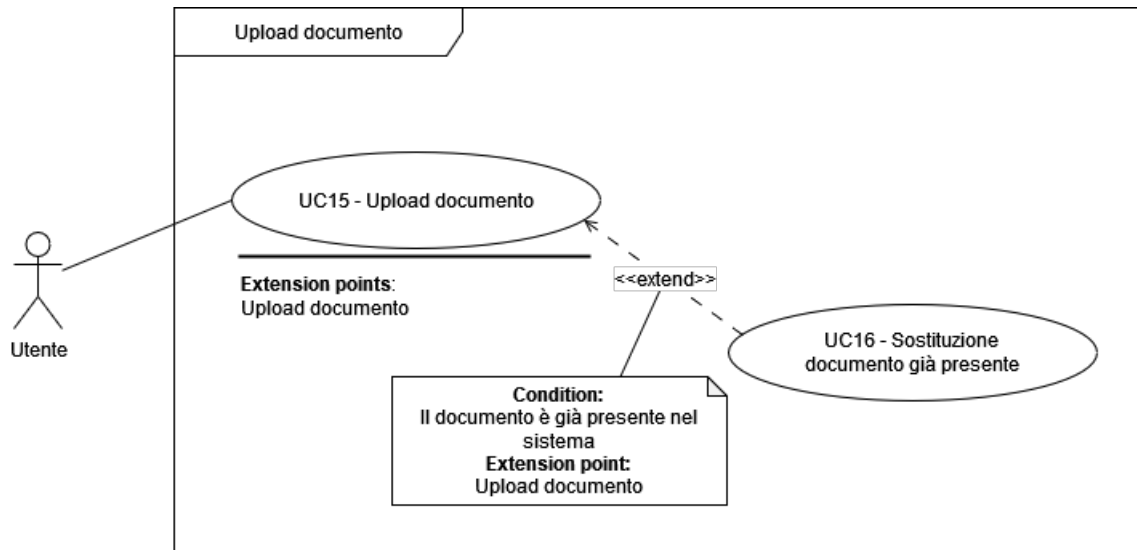 Upload documento
UC15 - Upload documento
Extension points:
Upload documento
<<extend>>
Utente
UC16 - Sostituzione
documento già presente
Condition:
Il documento è già presente nel
sistema
Extension point:
Upload documento